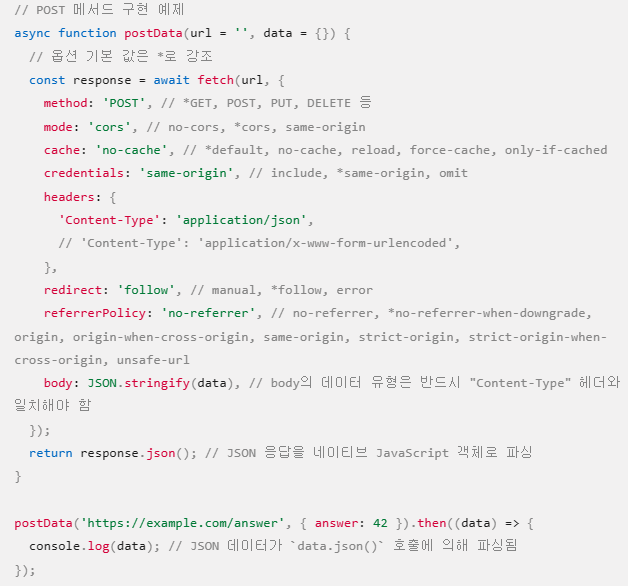 // POST 메서드 구현 예제
async function postData(url = '', data = {}) {
  // 옵션 기본 값은 *로 강조
  const response = await fetch(url, {
    method: 'POST', // *GET, POST, PUT, DELETE 등
    mode: 'cors', // no-cors, *cors, same-origin
    cache: 'no-cache', // *default, no-cache, reload, force-cache, only-if-cached
    credentials: 'same-origin', // include, *same-origin, omit
    headers: {
      'Content-Type': 'application/json',
      // 'Content-Type': 'application/x-www-form-urlencoded',
    },
    redirect: 'follow', // manual, *follow, error
    referrerPolicy: 'no-referrer', // no-referrer, *no-referrer-when-downgrade,
origin, origin-when-cross-origin, same-origin, strict-origin, strict-origin-when-
cross-origin, unsafe-url
    body: JSON.stringify(data), // body의 데이터 유형은 반드시 "Content-Type" 헤더와
일치해야 함
  });
  return response.json(); // JSON 응답을 네이티브 JavaScript 객체로 파싱
}

postData('https://example.com/answer', { answer: 42 }).then((data) => {
  console.log(data); // JSON 데이터가 `data.json()` 호출에 의해 파싱됨
});